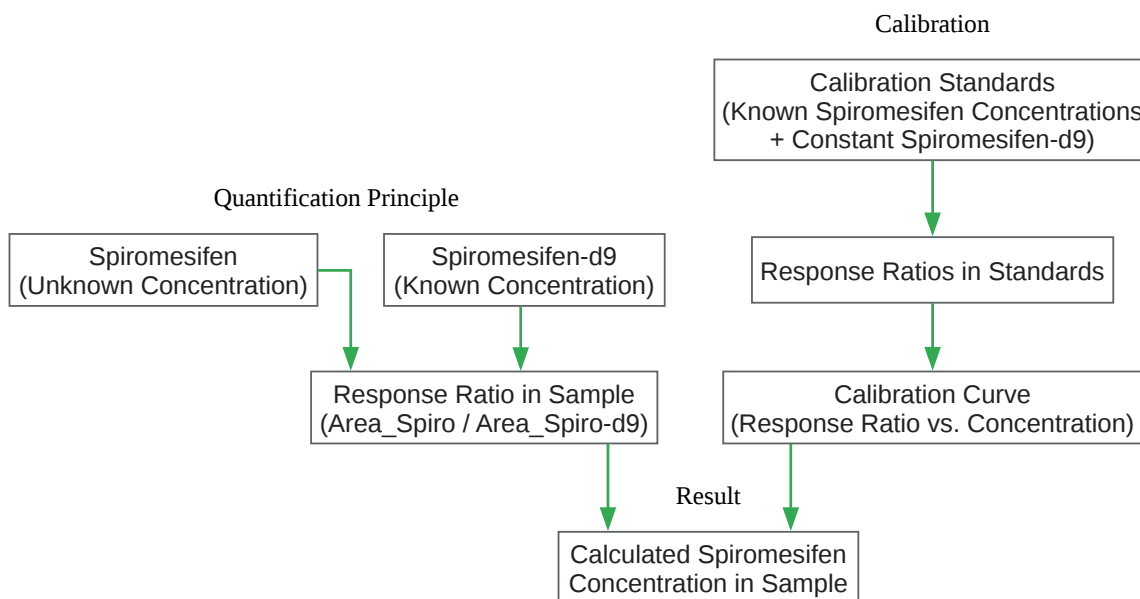 Calibration
Calibration Standards
(Known Spiromesifen Concentrations
+ Constant Spiromesifen-d9)
Quantification Principle
Spiromesifen
(Unknown Concentration)
Spiromesifen-d9
(Known Concentration)
Response Ratios in Standards
Response Ratio in Sample
(Area_Spiro / Area_Spiro-d9)
Calibration Curve
(Response Ratio vs. Concentration)
Result
Calculated Spiromesifen
Concentration in Sample